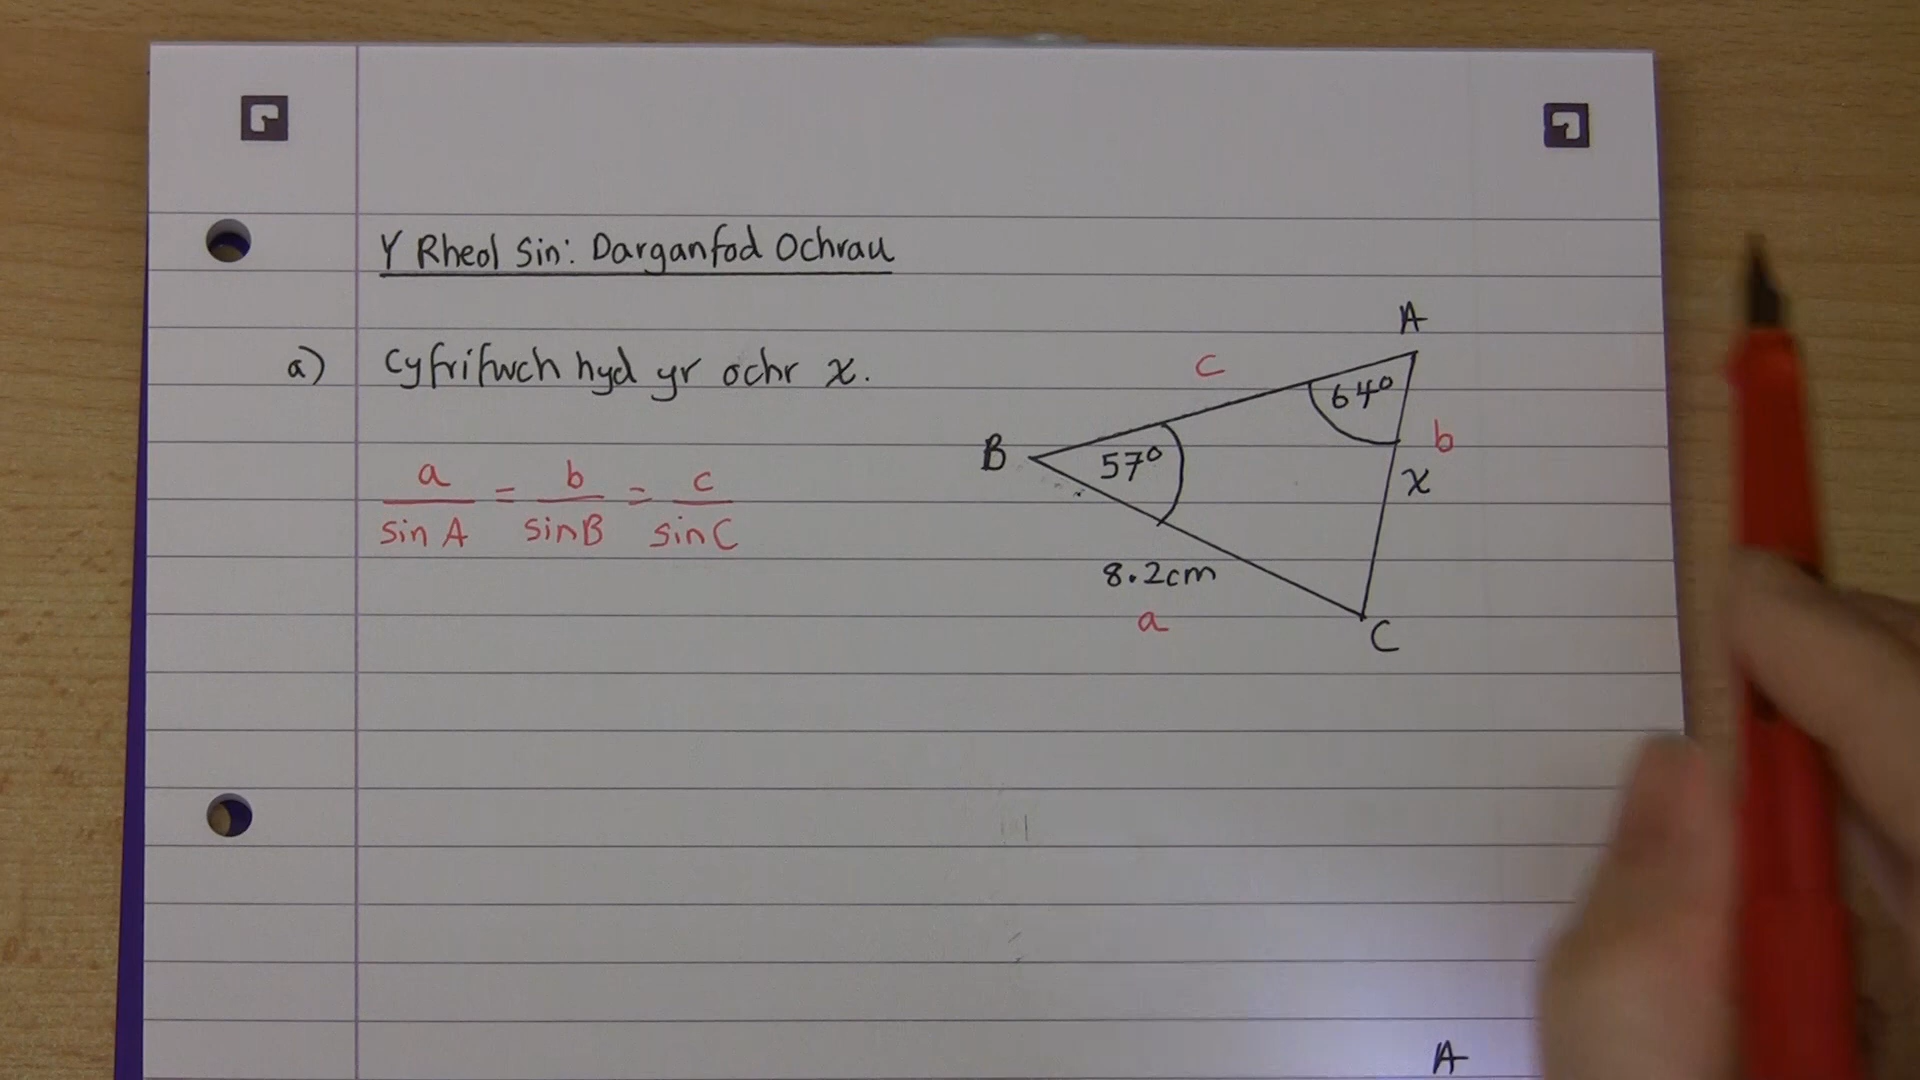 Y Rheol Sin: Darganfod Ochrau
a) Cyfrifwch hyd yr ochr x.
a/sin A = b/sin B = c/sin C
A
c
64°
B
57°
b
x
8.2cm
a
C
A